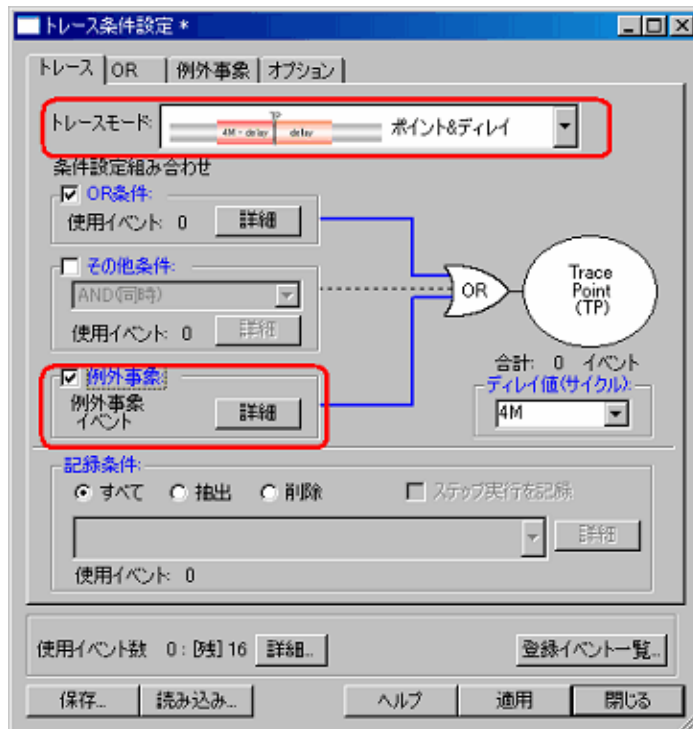 トレース条件設定 *
トレース OR 例外事象 オプション
トレースモード: TP 4M - delay delay ポイント&ディレイ
条件設定組み合わせ
OR条件:
使用イベント: 0 詳細
その他条件:
AND(同時)
使用イベント: 0 詳細
例外事象:
例外事象
イベント 詳細
OR
Trace
Point
(TP)
合計: 0 イベント
ディレイ値(サイクル):
4M
記録条件:
すべて 抽出 削除 ステップ実行を記録
詳細
使用イベント: 0
使用イベント数 0 : [残] 16 詳細... 登録イベント一覧...
保存... 読み込み... ヘルプ 適用 閉じる